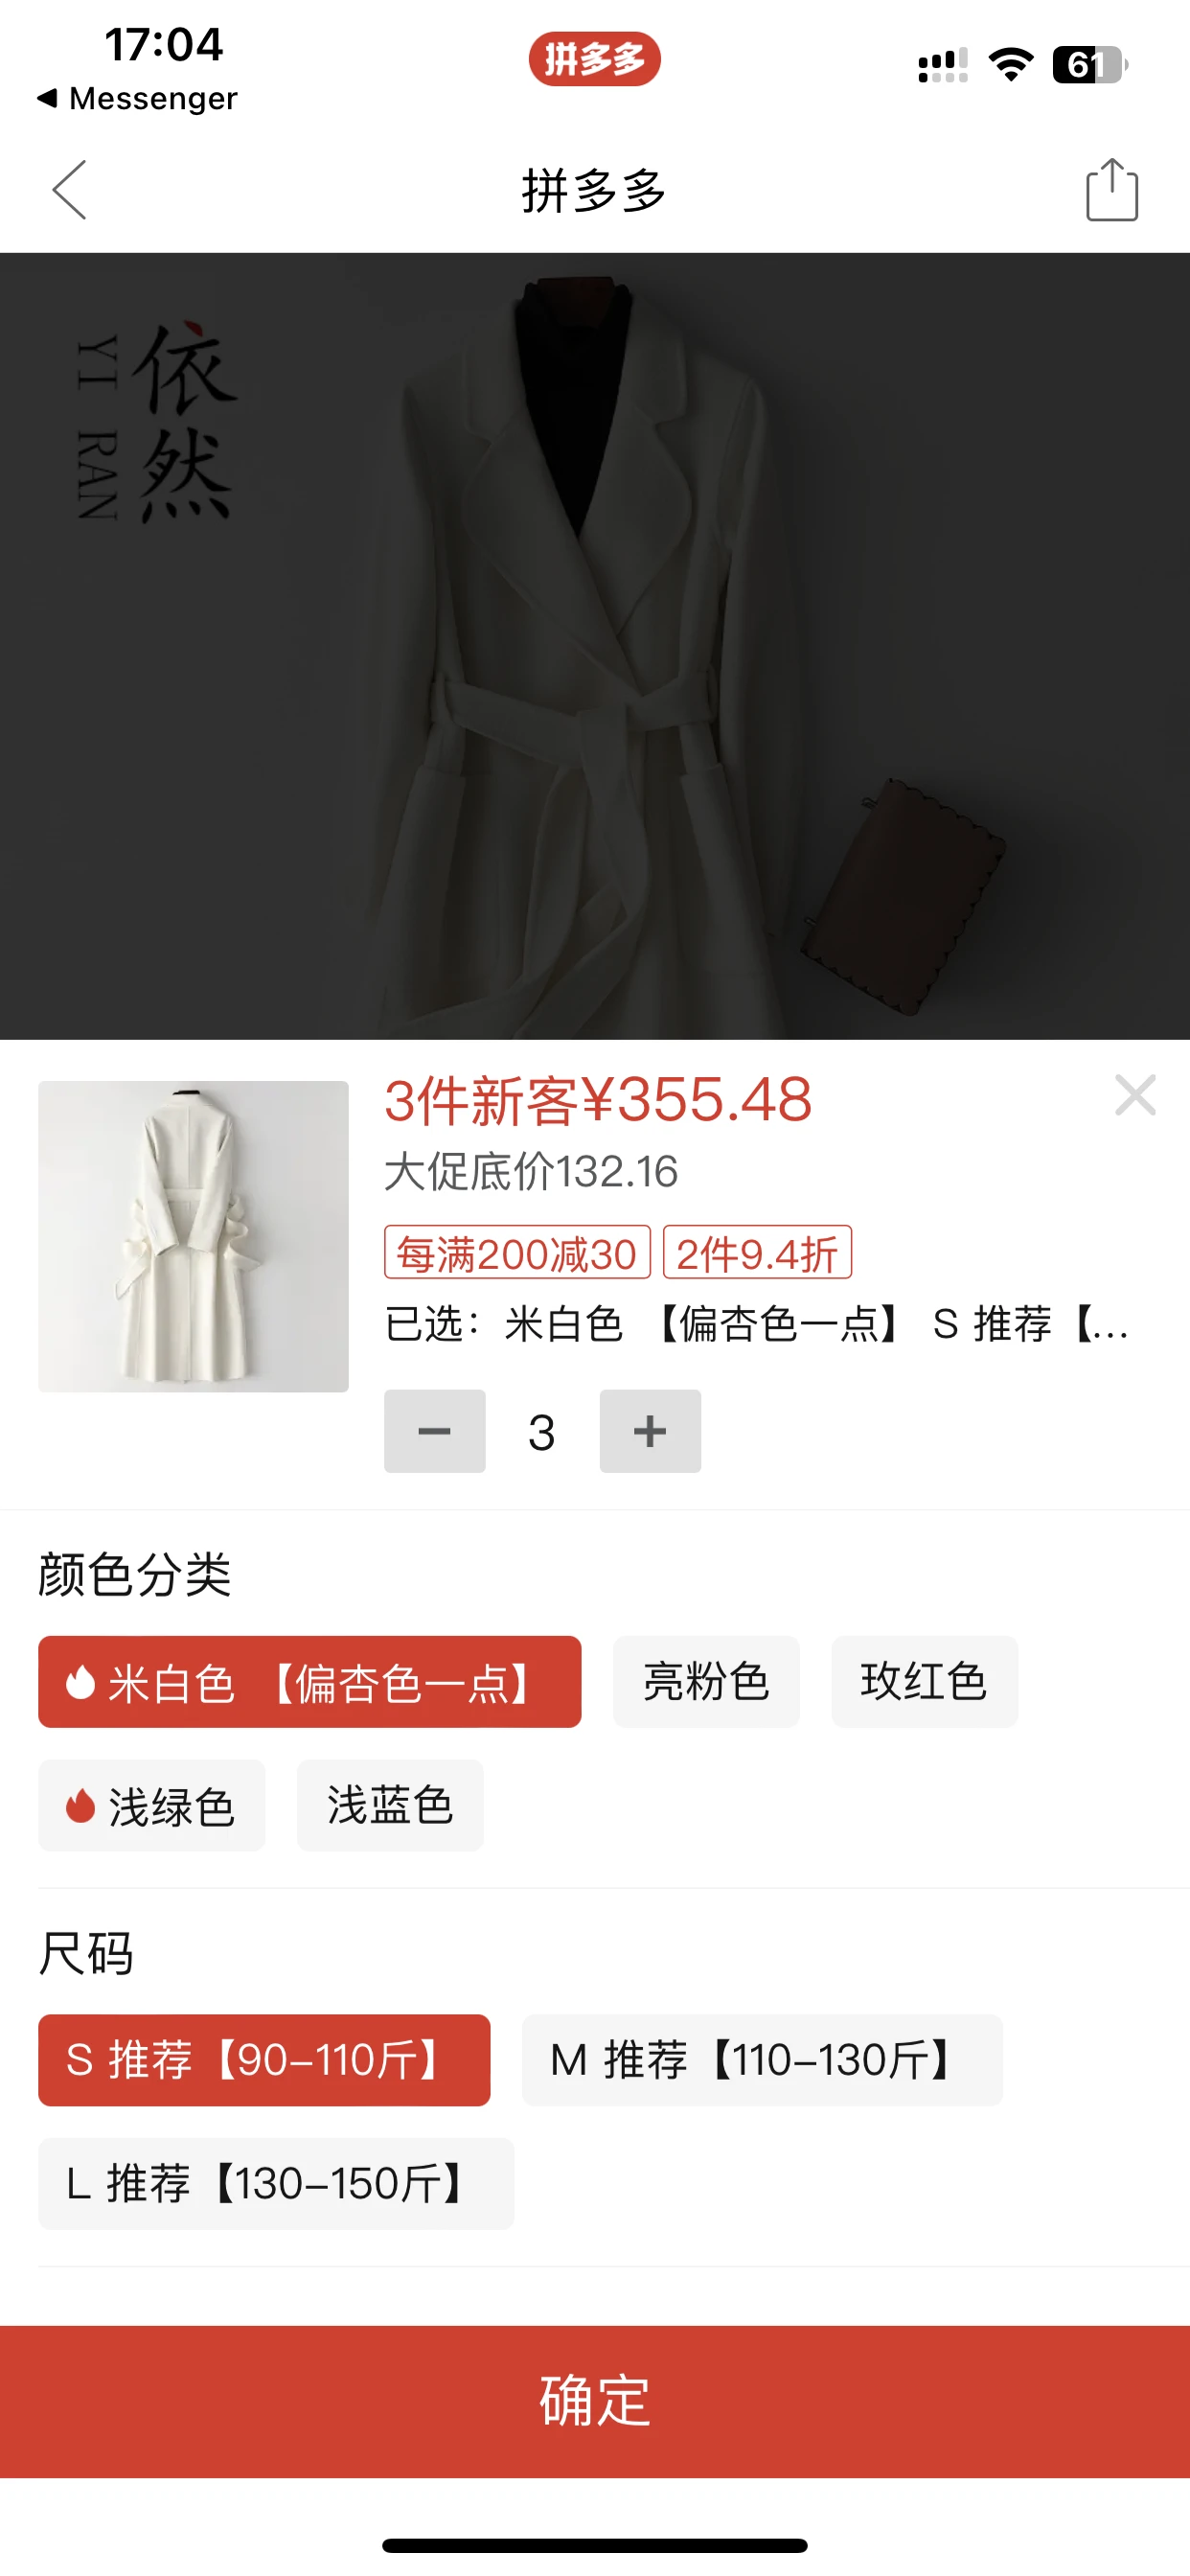 17:04
拼多多
61
◀ Messenger
拼多多
依然
YI RAN
3件新客¥355.48
大促底价132.16
每满200减30 2件9.4折
已选：米白色 【偏杏色一点】 S 推荐【...
− 3 +
颜色分类
米白色 【偏杏色一点】 亮粉色 玫红色
浅绿色 浅蓝色
尺码
S 推荐【90-110斤】 M 推荐【110-130斤】
L 推荐【130-150斤】
确定